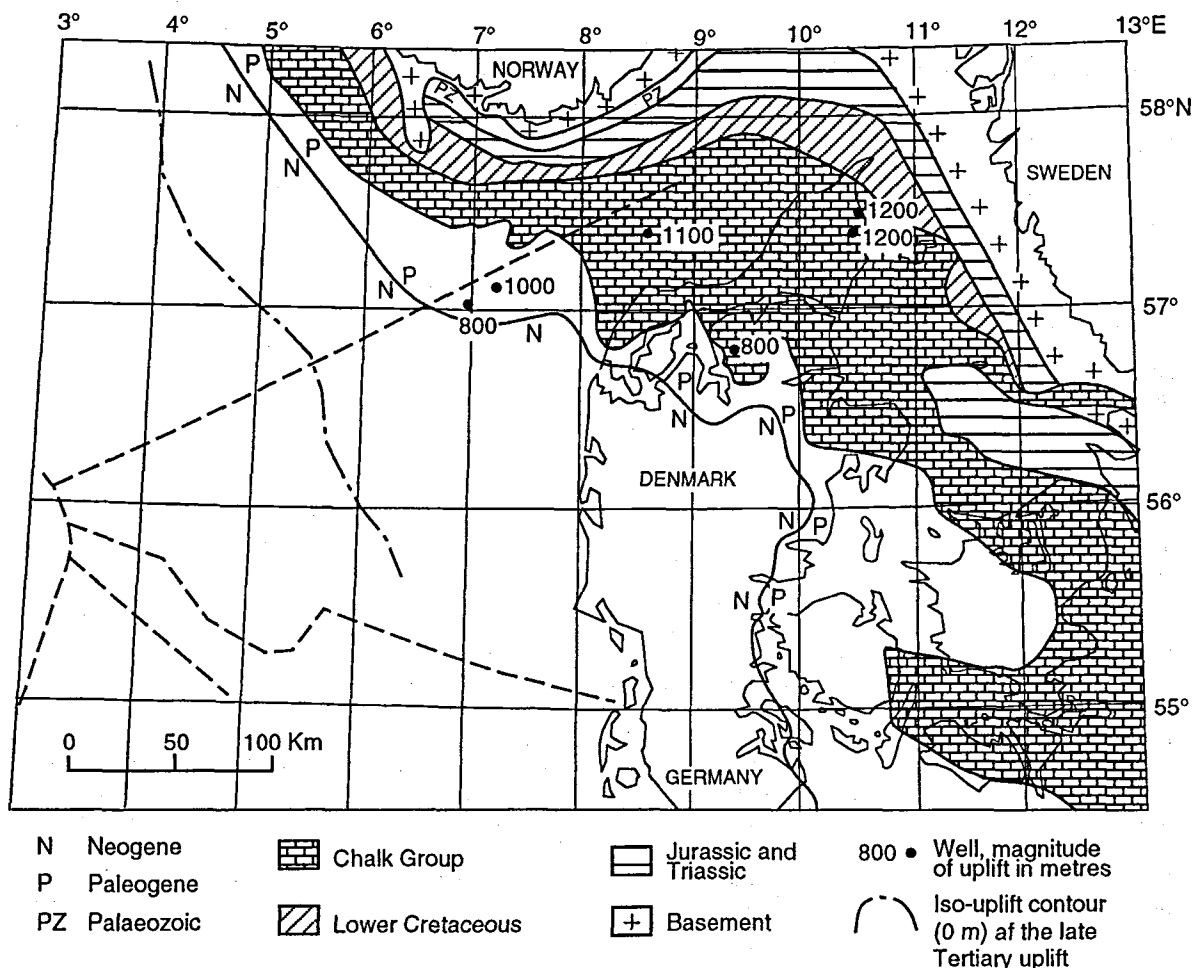 3° 4° 5° 6° 7° 8° 9° 10° 11° 12° 13°E
P
N
NORWAY
PZ
PZ
58°N
P
N
SWEDEN
1200
1100
1200
P
N
1000
57°
800
N
800
P
N
P
N
DENMARK
56°
N
P
N
P
55°
0 50 100 Km
GERMANY
N Neogene
P Paleogene
PZ Palaeozoic
Chalk Group
Lower Cretaceous
Jurassic and
Triassic
Basement
800 Well, magnitude
of uplift in metres
Iso-uplift contour
(0 m) af the late
Tertiary uplift